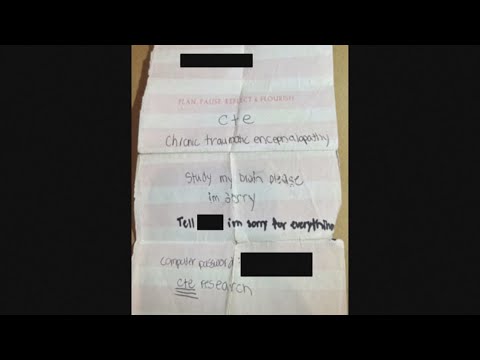 PLAN, PAUSE, REFLECT & FLOURISH
cte
Chronic traumatic encephalopathy
Study my brain please
im sorry
Tell im sorry for everything
computer password:
cte research